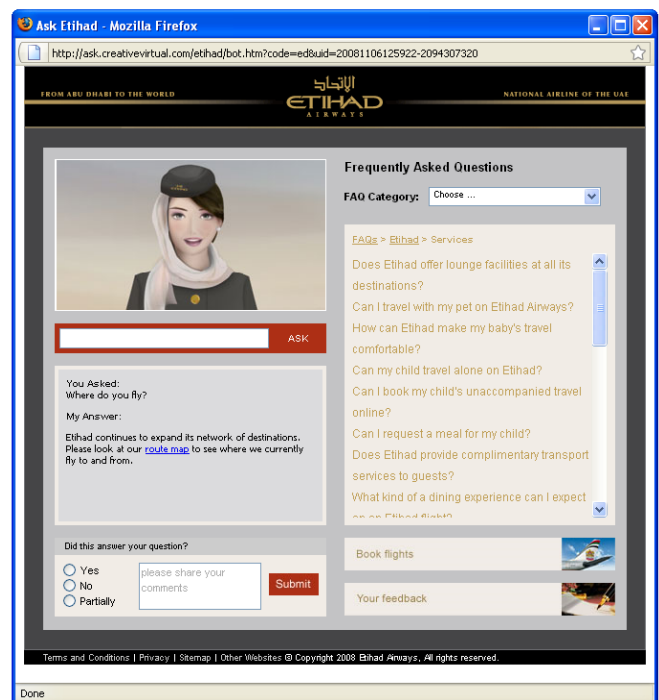 Ask Etihad - Mozilla Firefox
http://ask.creativevirtual.com/etihad/bot.htm?code=ed&uid=20081106125922-2094307320
FROM ABU DHABI TO THE WORLD
الإتحاد
ETIHAD
AIRWAYS
NATIONAL AIRLINE OF THE UAE
ASK
You Asked:
Where do you fly?
My Answer:
Etihad continues to expand its network of destinations.
Please look at our route map to see where we currently
fly to and from.
Did this answer your question?
Yes
No
Partially
please share your
comments
Submit
Frequently Asked Questions
FAQ Category:
Choose ...
FAQs > Etihad > Services
Does Etihad offer lounge facilities at all its
destinations?
Can I travel with my pet on Etihad Airways?
How can Etihad make my baby's travel
comfortable?
Can my child travel alone on Etihad?
Can I book my child's unaccompanied travel
online?
Can I request a meal for my child?
Does Etihad provide complimentary transport
services to guests?
What kind of a dining experience can I expect
on an Etihad flight?
Book flights
Your feedback
Terms and Conditions | Privacy | Sitemap | Other Websites © Copyright 2008 Etihad Airways, All rights reserved.
Done